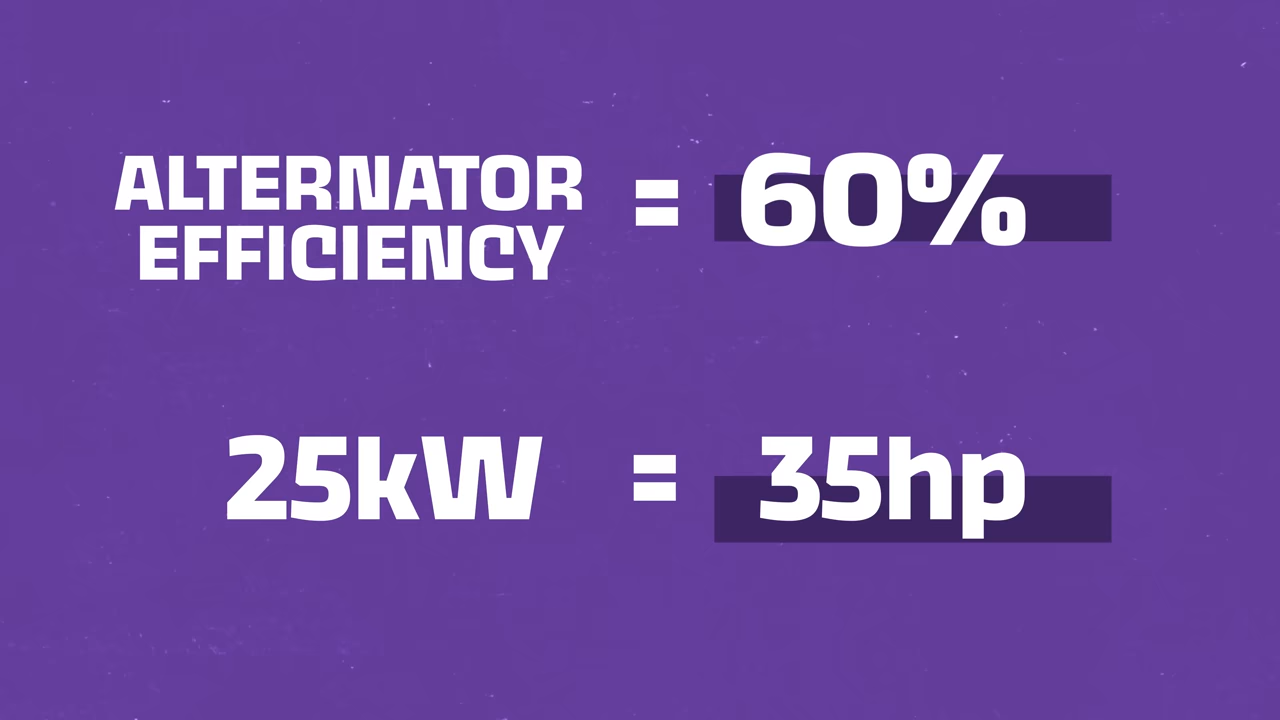 ALTERNATOR
EFFICIENCY
= 60%
25kW = 35hp